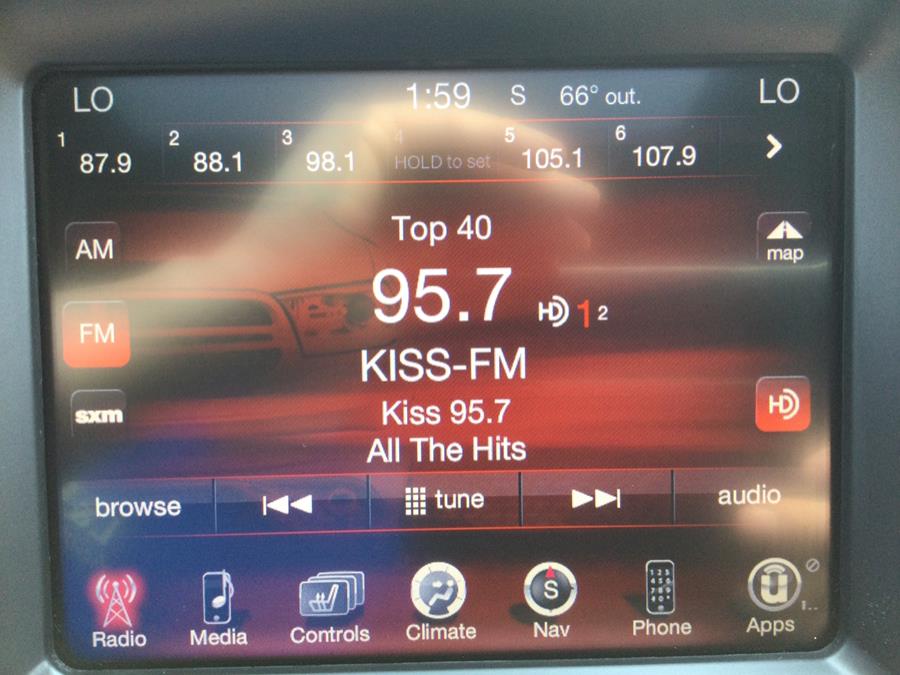 LO 1:59 S 66° out. LO
1 87.9 2 88.1 3 98.1 4 HOLD to set 5 105.1 6 107.9
Top 40
AM
map
95.7 HD 1 2
FM
KISS-FM
Kiss 95.7
sxm
HD
All The Hits
browse tune audio
Radio Media Controls Climate S Nav Phone Apps